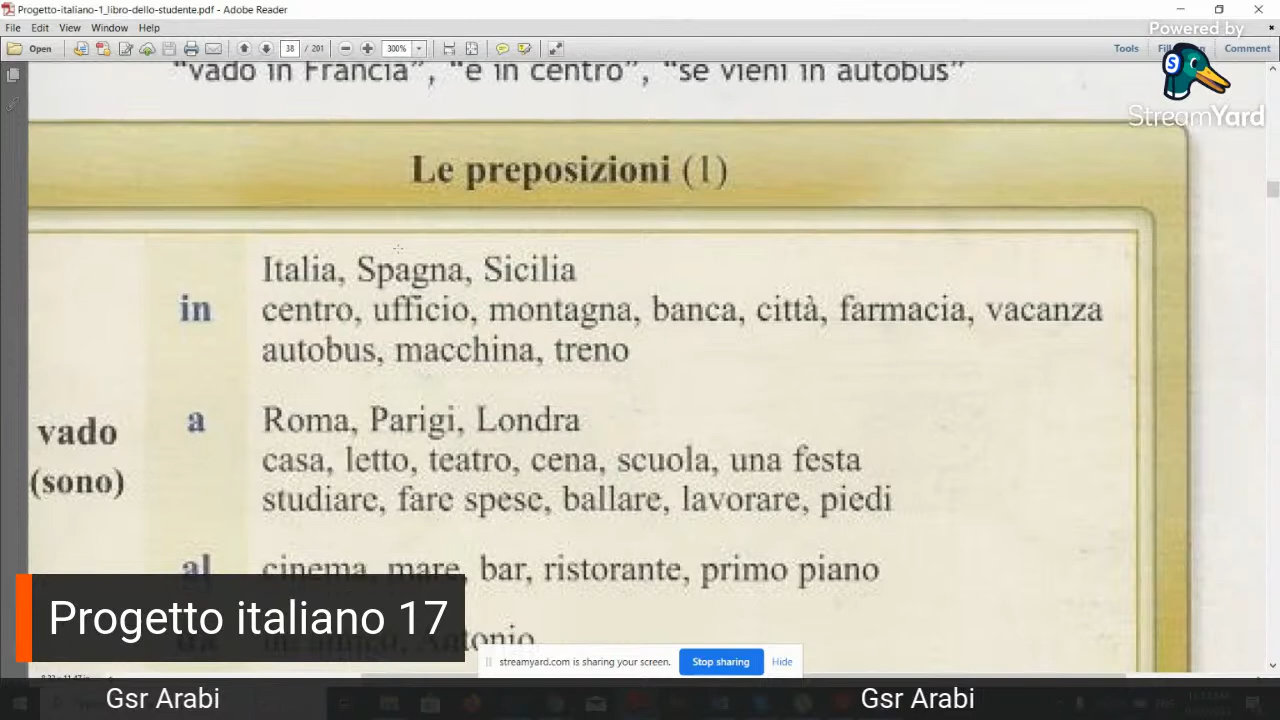 Progetto-italiano-1_libro-dello-studente.pdf - Adobe Reader
File Edit View Window Help
Powered by
Open 38 / 201 300% Tools Comment
StreamYard
"vado in Francia", "è in centro", "se vieni in autobus"
Le preposizioni (1)
Italia, Spagna, Sicilia
in centro, ufficio, montagna, banca, città, farmacia, vacanza
autobus, macchina, treno
a Roma, Parigi, Londra
vado
casa, letto, teatro, cena, scuola, una festa
(sono)
studiare, fare spese, ballare, lavorare, piedi
al cinema, mare, bar, ristorante, primo piano
Progetto italiano 17
Antonio
streamyard.com is sharing your screen. Stop sharing Hide
Gsr Arabi Gsr Arabi